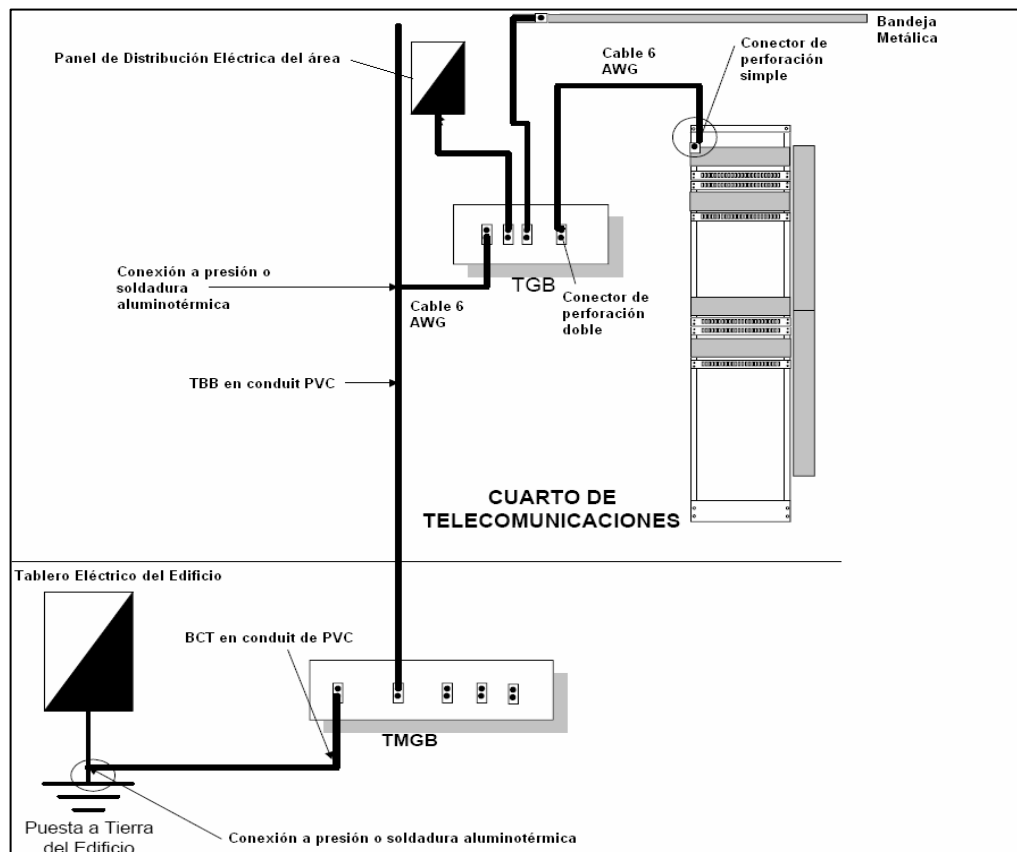 Bandeja
Metálica
Conector de
perforación
simple
Cable 6
AWG
Panel de Distribución Eléctrica del área
TGB
Conexión a presión o
soldadura
aluminotérmica
Cable 6
AWG
Conector de
perforación
doble
TBB en conduit PVC
CUARTO DE
TELECOMUNICACIONES
Tablero Eléctrico del Edificio
BCT en conduit de PVC
TMGB
Puesta a Tierra
del Edificio
Conexión a presión o soldadura aluminotérmica